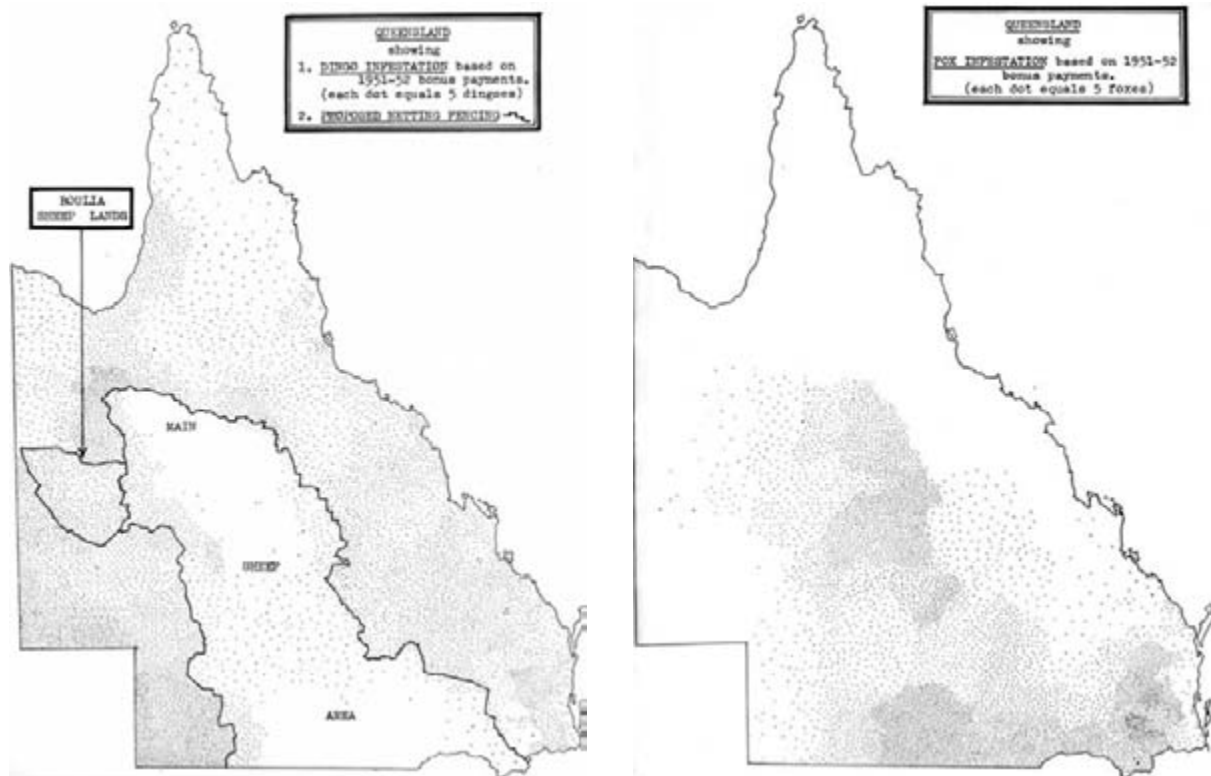 QUEENSLAND
showing
1. DINGO INFESTATION based on
1951-52 bonus payments.
(each dot equals 5 dingoes)
2. PROPOSED NETTING FENCING
BOULIA
SHEEP LANDS
MAIN
SHEEP
AREA
QUEENSLAND
showing
FOX INFESTATION based on 1951-52
bonus payments.
(each dot equals 5 foxes)